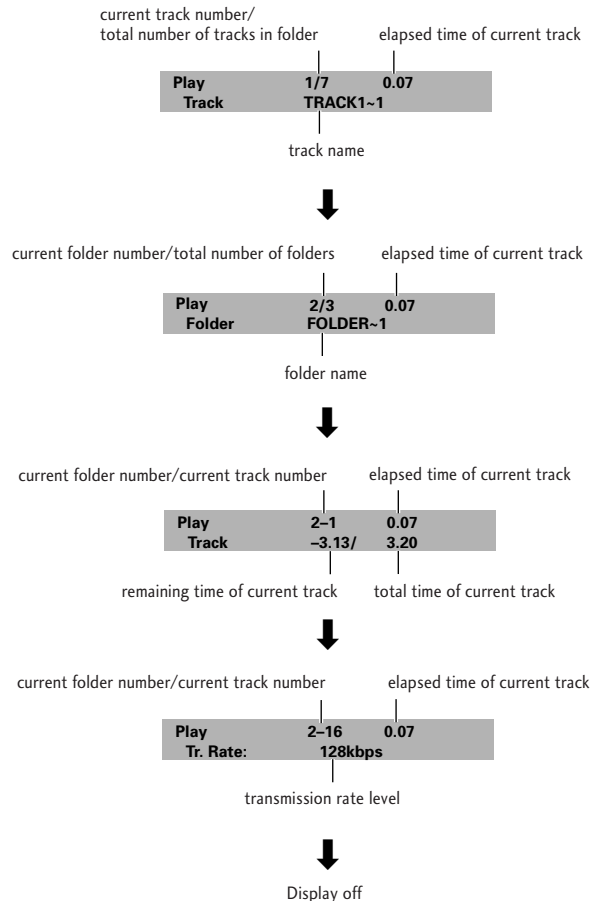 current track number/
total number of tracks in folder elapsed time of current track
Play 1/7 0.07
Track TRACK1~1
track name
current folder number/total number of folders elapsed time of current track
Play 2/3 0.07
Folder FOLDER~1
folder name
current folder number/current track number elapsed time of current track
Play 2–1 0.07
Track –3.13/ 3.20
remaining time of current track total time of current track
current folder number/current track number elapsed time of current track
Play 2–16 0.07
Tr. Rate: 128kbps
transmission rate level
Display off